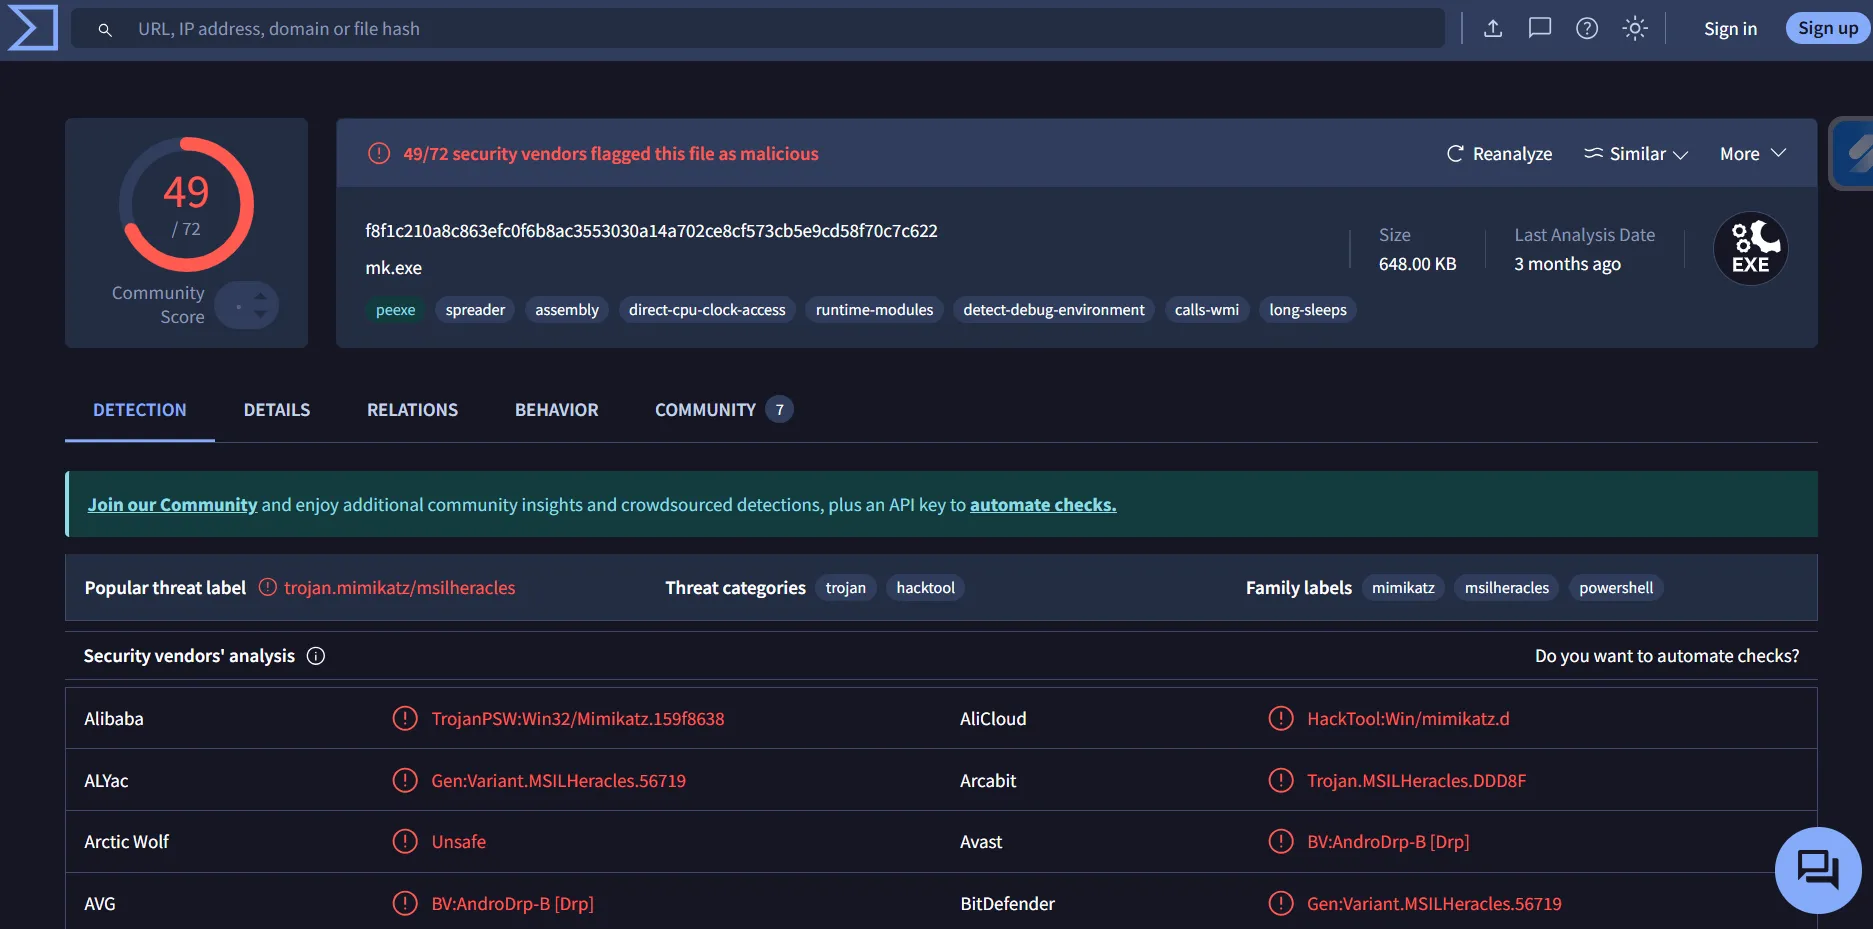 URL, IP address, domain or file hash
Sign in
Sign up
49
/ 72
Community
Score
49/72 security vendors flagged this file as malicious
Reanalyze
Similar
More
f8f1c210a8c863efc0f6b8ac3553030a14a702ce8cf573cb5e9cd58f70c7c622
mk.exe
Size
648.00 KB
Last Analysis Date
3 months ago
EXE
peexe spreader assembly direct-cpu-clock-access runtime-modules detect-debug-environment calls-wmi long-sleeps
DETECTION DETAILS RELATIONS BEHAVIOR COMMUNITY 7
Join our Community and enjoy additional community insights and crowdsourced detections, plus an API key to automate checks.
Popular threat label trojan.mimikatz/msilheracles Threat categories trojan hacktool Family labels mimikatz msilheracles powershell
Security vendors' analysis Do you want to automate checks?
Alibaba TrojanPSW:Win32/Mimikatz.159f8638 AliCloud HackTool:Win/mimikatz.d
ALYac Gen:Variant.MSILHeracles.56719 Arcabit Trojan.MSILHeracles.DDD8F
Arctic Wolf Unsafe Avast BV:AndroDrp-B [Drp]
AVG BV:AndroDrp-B [Drp] BitDefender Gen:Variant.MSILHeracles.56719